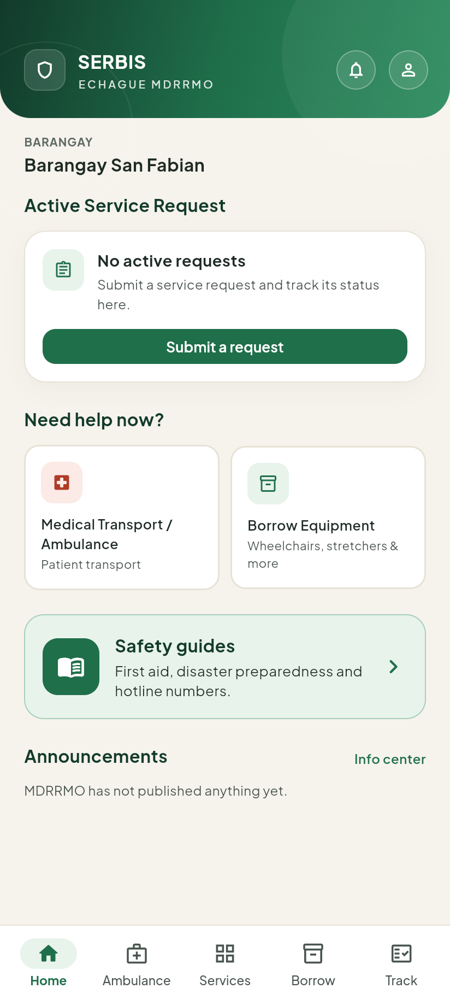 SERBIS
ECHAGUE MDRRMO
BARANGAY
Barangay San Fabian
Active Service Request
No active requests
Submit a service request and track its status
here.
Submit a request
Need help now?
Medical Transport /
Ambulance
Patient transport
Borrow Equipment
Wheelchairs, stretchers &
more
Safety guides
First aid, disaster preparedness and
hotline numbers.
Announcements
Info center
MDRRMO has not published anything yet.
Home
Ambulance
Services
Borrow
Track